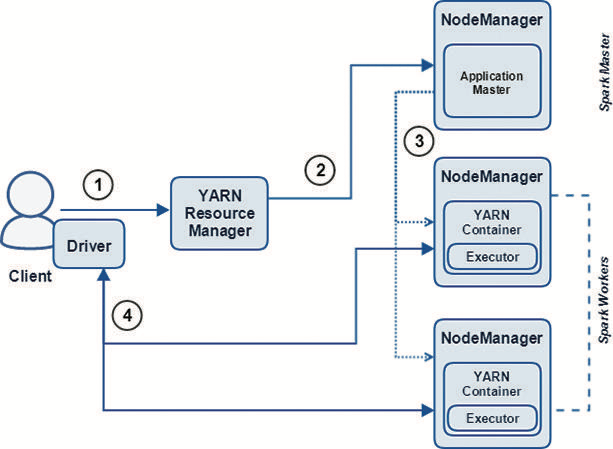 NodeManager
Application
Master
Spark Master
1
2
3
YARN
Resource
Manager
NodeManager
YARN
Container
Executor
Driver
Client
4
NodeManager
YARN
Container
Executor
Spark Workers